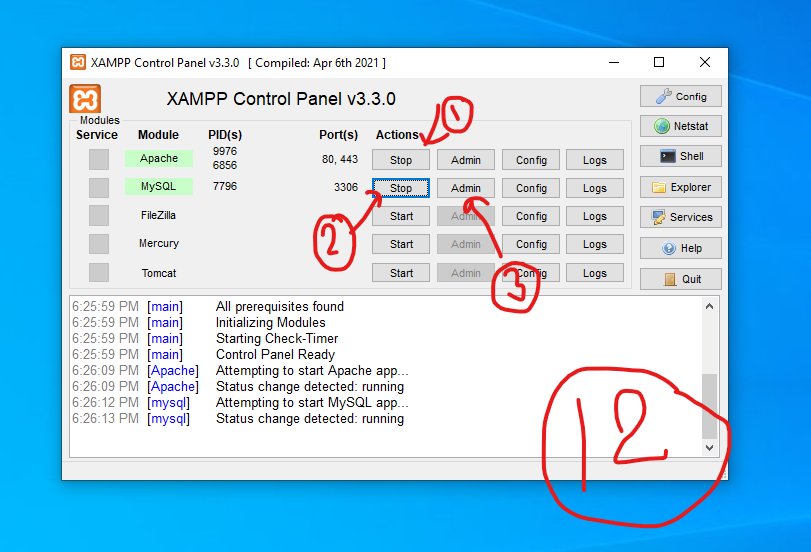 XAMPP Control Panel v3.3.0 [ Compiled: Apr 6th 2021 ]
XAMPP Control Panel v3.3.0
Config
Modules
Service Module PID(s) Port(s) Actions
1
Netstat
Apache 9976 6856 80, 443 Stop Admin Config Logs
Shell
MySQL 7796 3306 Stop Admin Config Logs
Explorer
FileZilla Start Admin Config Logs
Services
2
Mercury Start Admin Config Logs
Help
Tomcat Start Admin Config Logs
Quit
3
6:25:59 PM [main] All prerequisites found
6:25:59 PM [main] Initializing Modules
6:25:59 PM [main] Starting Check-Timer
6:25:59 PM [main] Control Panel Ready
6:26:09 PM [Apache] Attempting to start Apache app...
6:26:09 PM [Apache] Status change detected: running
6:26:12 PM [mysql] Attempting to start MySQL app...
6:26:13 PM [mysql] Status change detected: running
12